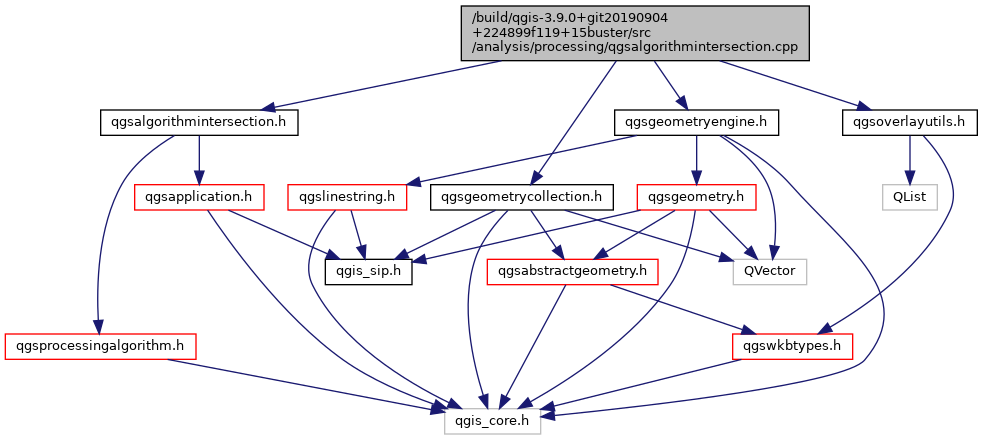 /build/qgis-3.9.0+git20190904
+224899f119+15buster/src
/analysis/processing/qgsalgorithmintersection.cpp
qgsalgorithmintersection.h
qgsgeometryengine.h
qgsoverlayutils.h
qgsapplication.h
qgslinestring.h
qgsgeometrycollection.h
qgsgeometry.h
QList
qgis_sip.h
qgsabstractgeometry.h
QVector
qgsprocessingalgorithm.h
qgswkbtypes.h
qgis_core.h